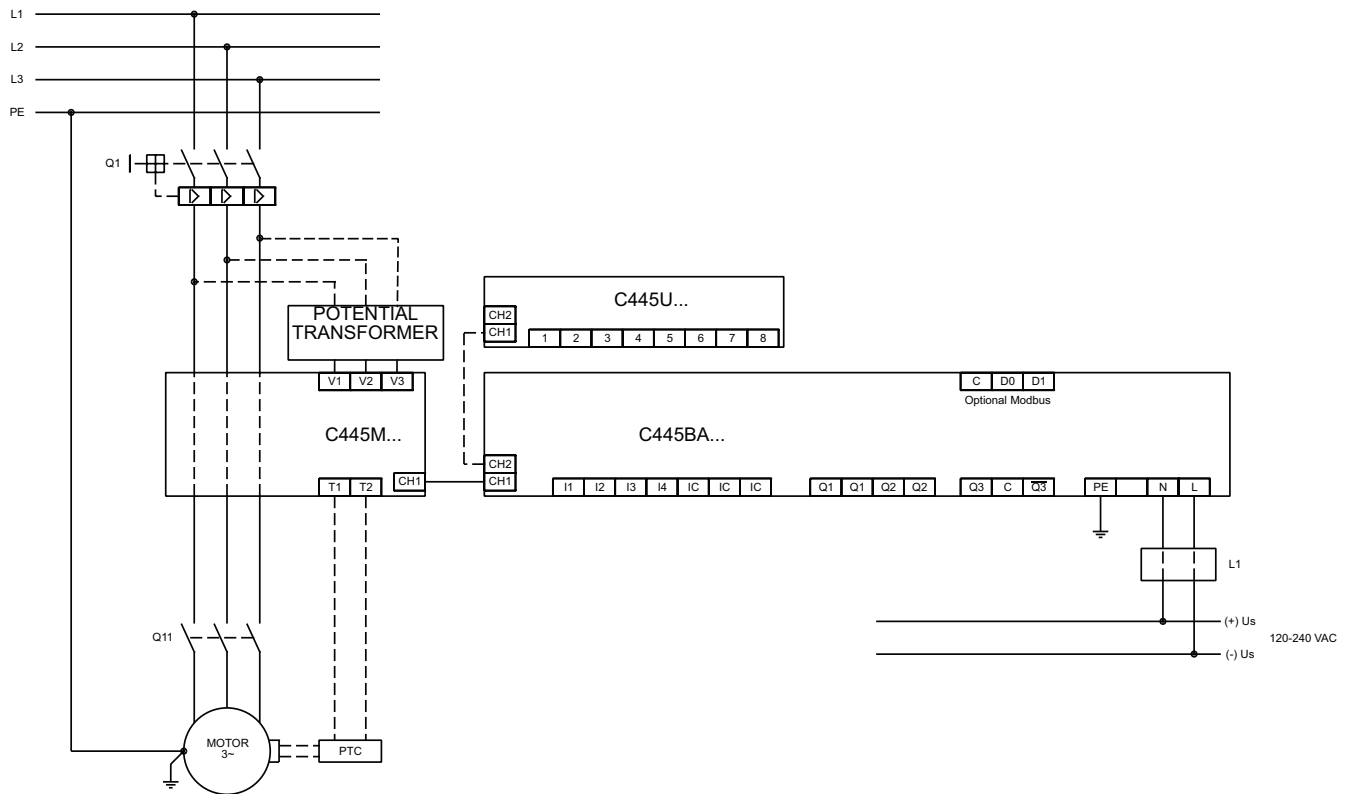 L1
L2
L3
PE
Q1
POTENTIAL
TRANSFORMER
C445U...
CH2
CH1
1 2 3 4 5 6 7 8
V1 V2 V3
C D0 D1
Optional Modbus
C445M...
C445BA...
CH2
CH1
T1 T2
CH1
I1 I2 I3 I4 IC IC IC
Q1 Q1 Q2 Q2
Q3 C Q3̅
PE N L
L1
(+) Us
120-240 VAC
(-) Us
Q11
MOTOR
3~
PTC